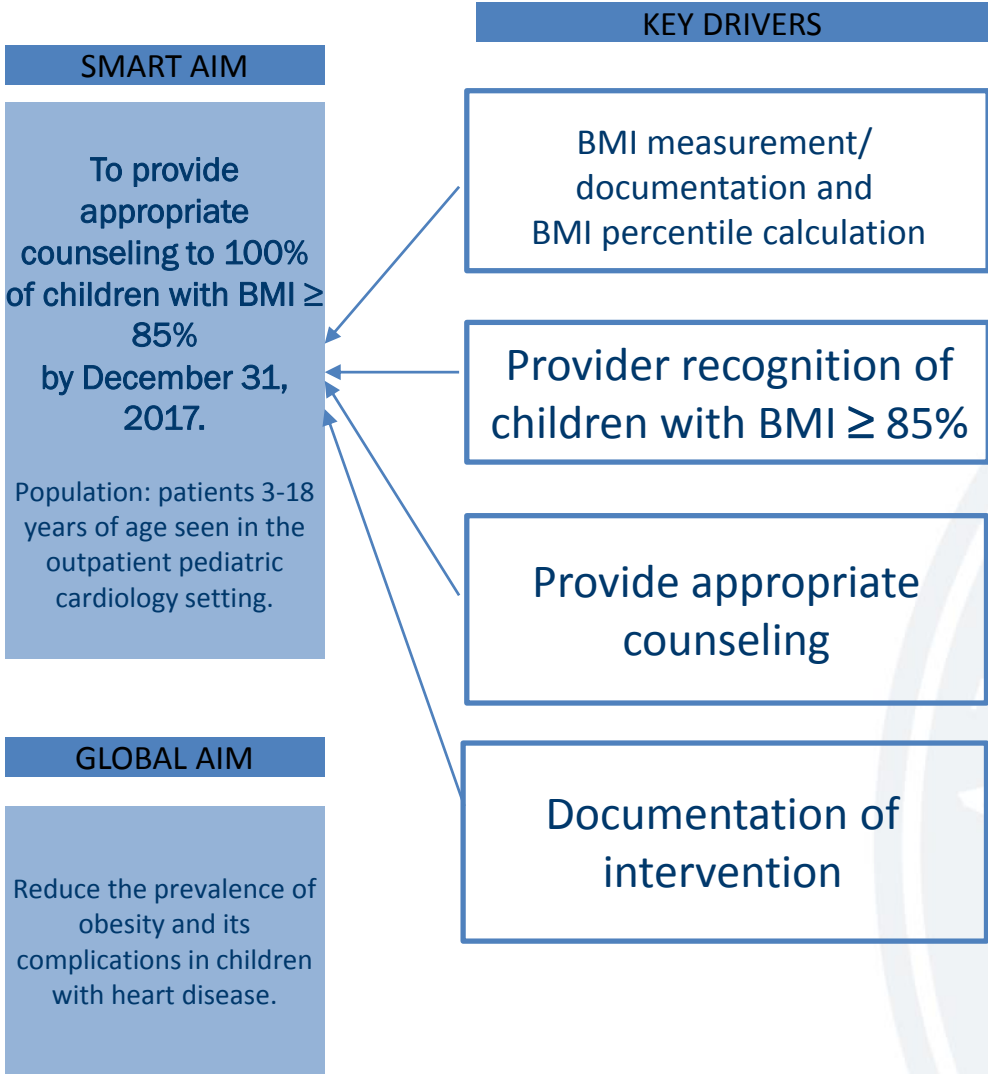 SMART AIM
To provide
appropriate
counseling to 100%
of children with BMI ≥
85%
by December 31,
2017.
Population: patients 3-18
years of age seen in the
outpatient pediatric
cardiology setting.
GLOBAL AIM
Reduce the prevalence of
obesity and its
complications in children
with heart disease.
KEY DRIVERS
BMI measurement/
documentation and
BMI percentile calculation
Provider recognition of
children with BMI ≥ 85%
Provide appropriate
counseling
Documentation of
intervention